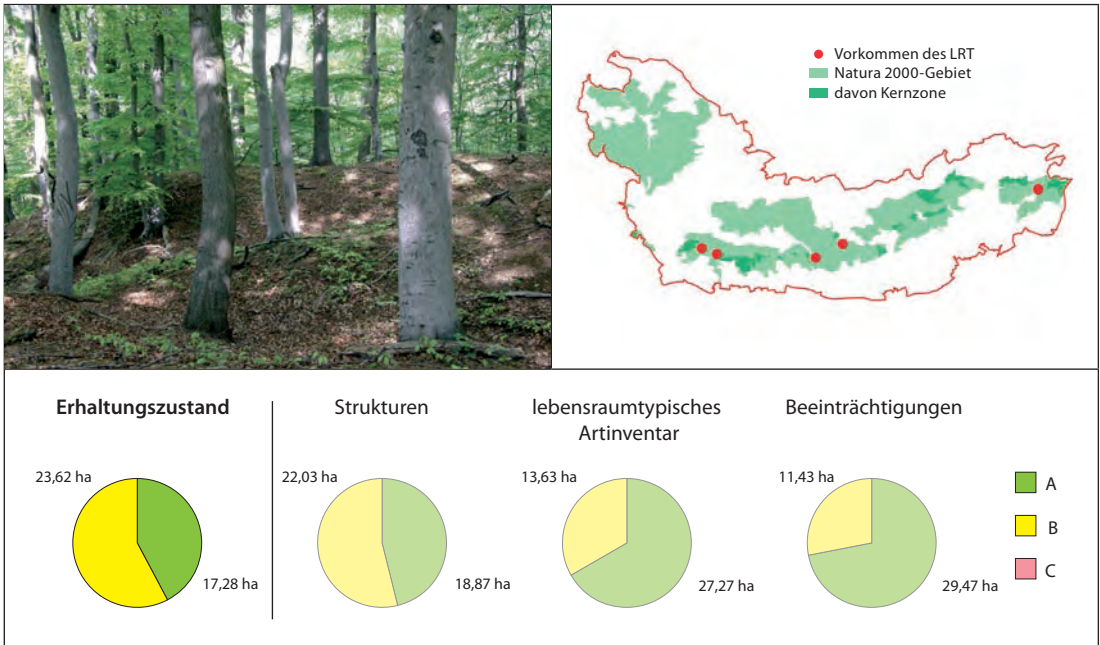 Vorkommen des LRT
Natura 2000-Gebiet
davon Kernzone
Erhaltungszustand
Strukturen
lebensraumtypisches
Artinventar
Beeinträchtigungen
23,62 ha
17,28 ha
22,03 ha
18,87 ha
13,63 ha
27,27 ha
11,43 ha
29,47 ha
A
B
C